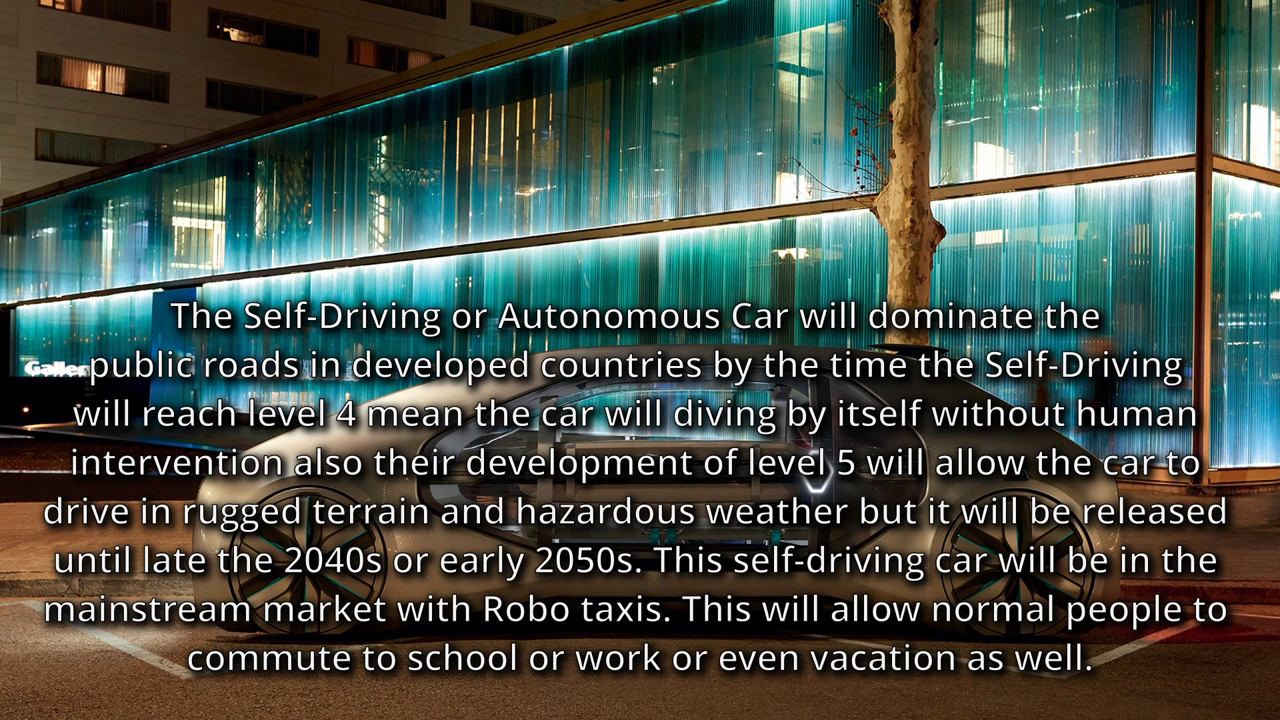 The Self-Driving or Autonomous Car will dominate the
public roads in developed countries by the time the Self-Driving
will reach level 4 mean the car will diving by itself without human
intervention also their development of level 5 will allow the car to
drive in rugged terrain and hazardous weather but it will be released
until late the 2040s or early 2050s. This self-driving car will be in the
mainstream market with Robo taxis. This will allow normal people to
commute to school or work or even vacation as well.